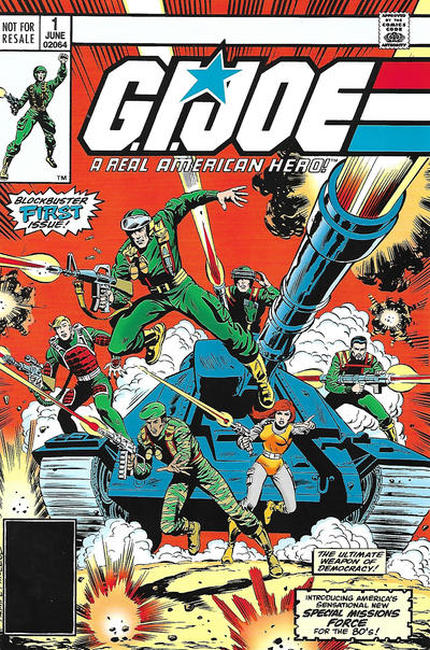 NOT FOR
RESALE
1
JUNE
02064
APPROVED
BY THE
COMICS
CODE
AUTHORITY
G.I. JOE
A REAL AMERICAN HERO!™
TM
BLOCKBUSTER
FIRST
ISSUE!
THE ULTIMATE
WEAPON OF
DEMOCRACY!
INTRODUCING AMERICA'S
SENSATIONAL NEW
SPECIAL MISSIONS
FORCE
FOR THE 80'S!